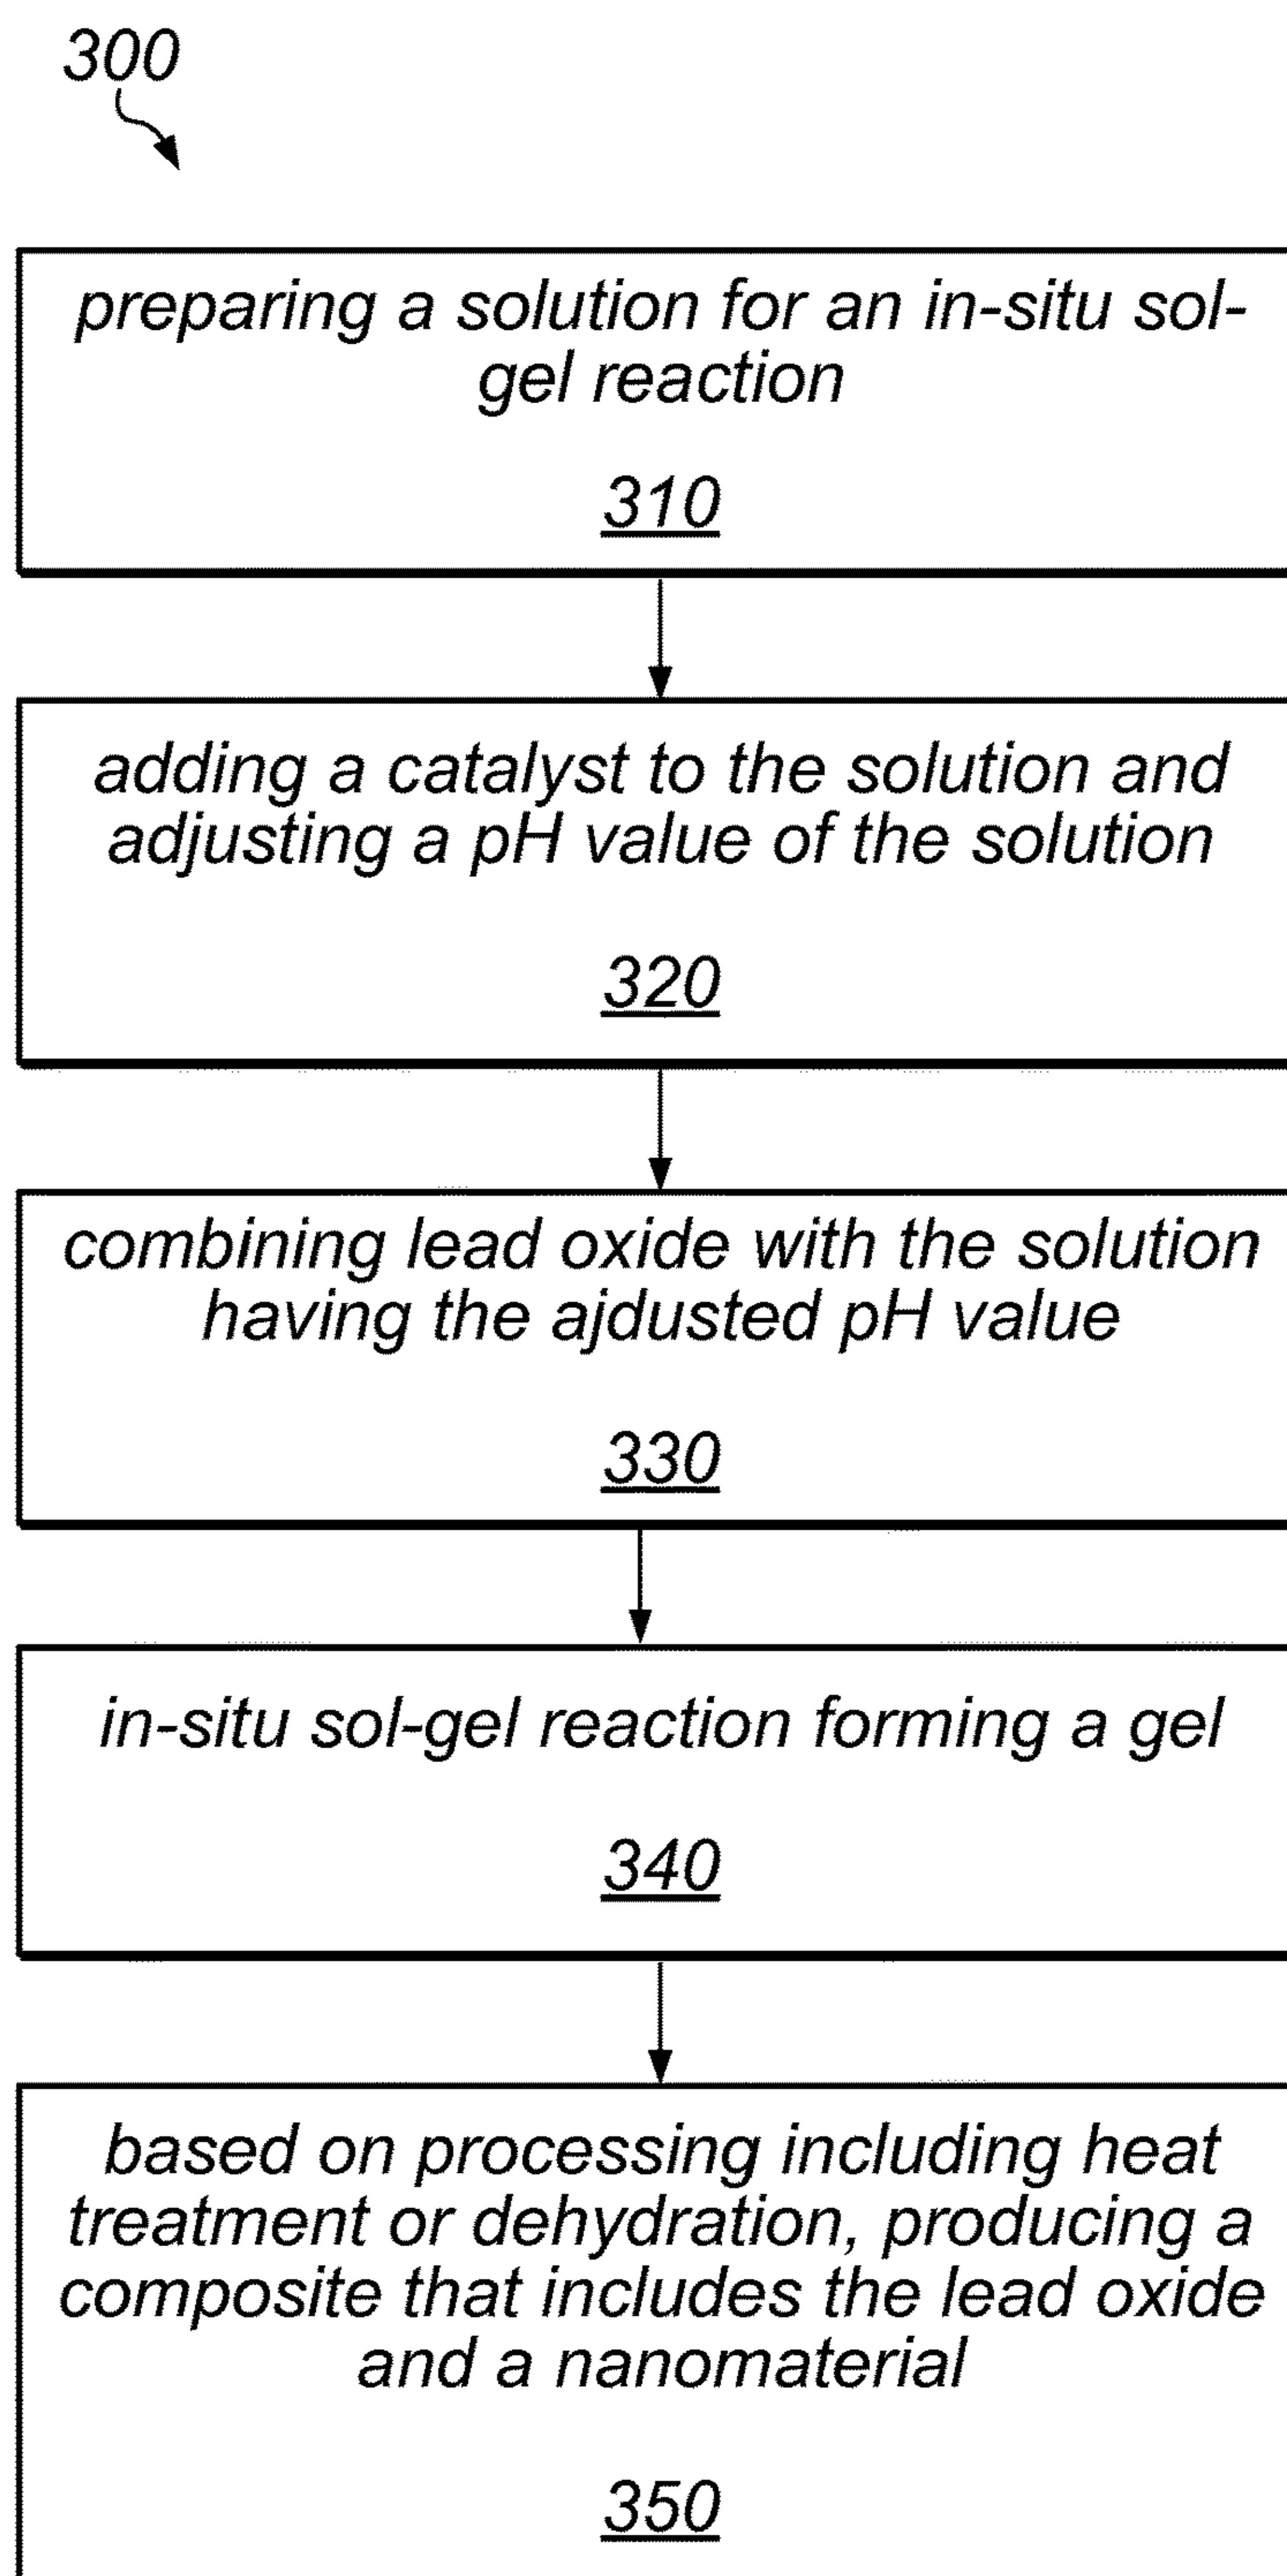 300
preparing a solution for an in-situ sol-
gel reaction
310
adding a catalyst to the solution and
adjusting a pH value of the solution
320
combining lead oxide with the solution
having the ajdusted pH value
330
in-situ sol-gel reaction forming a gel
340
based on processing including heat
treatment or dehydration, producing a
composite that includes the lead oxide
and a nanomaterial
350